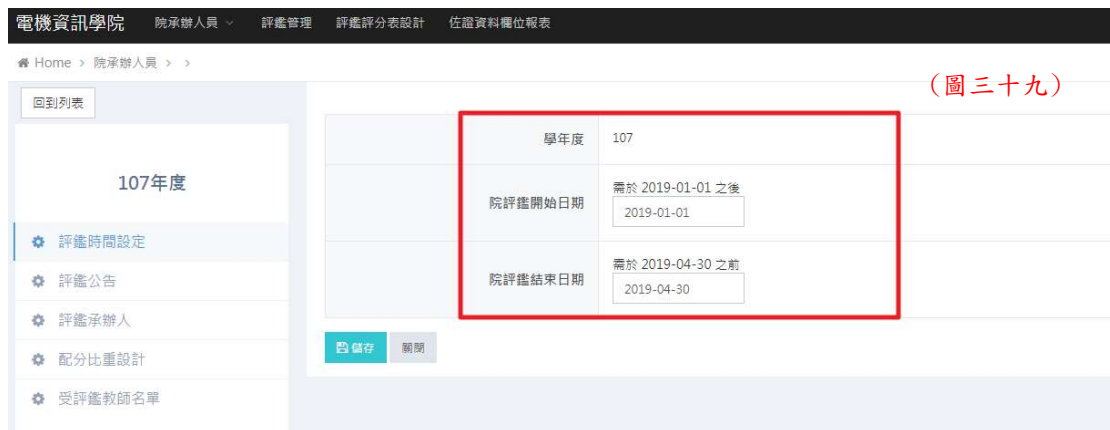 電機資訊學院 院承辦人員 評鑑管理 評鑑評分表設計 佐證資料欄位報表
Home > 院承辦人員 > >
(圖三十九)
回到列表
107年度
評鑑時間設定
評鑑公告
評鑑承辦人
配分比重設計
受評鑑教師名單
學年度 107
院評鑑開始日期 需於 2019-01-01 之後
2019-01-01
院評鑑結束日期 需於 2019-04-30 之前
2019-04-30
儲存 關閉